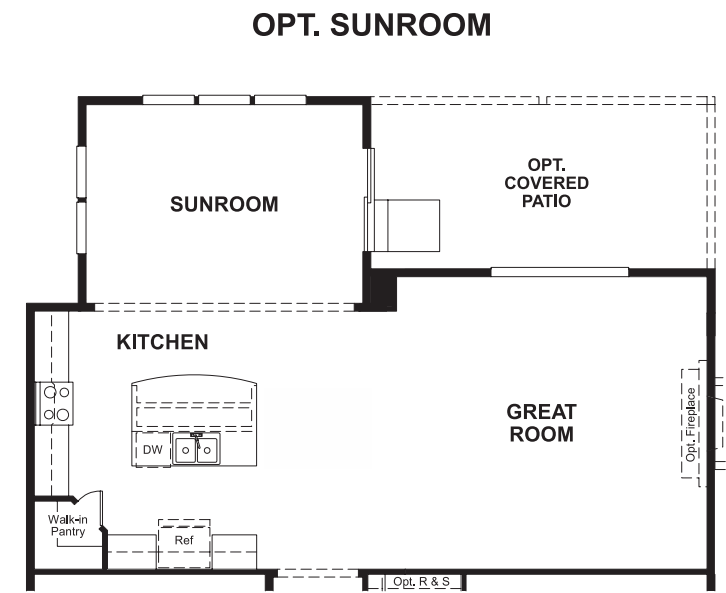 OPT. SUNROOM
OPT.
COVERED
PATIO
SUNROOM
KITCHEN
GREAT
ROOM
Opt. Fireplace
DW
Walk-in
Pantry
Ref
Opt. R & S